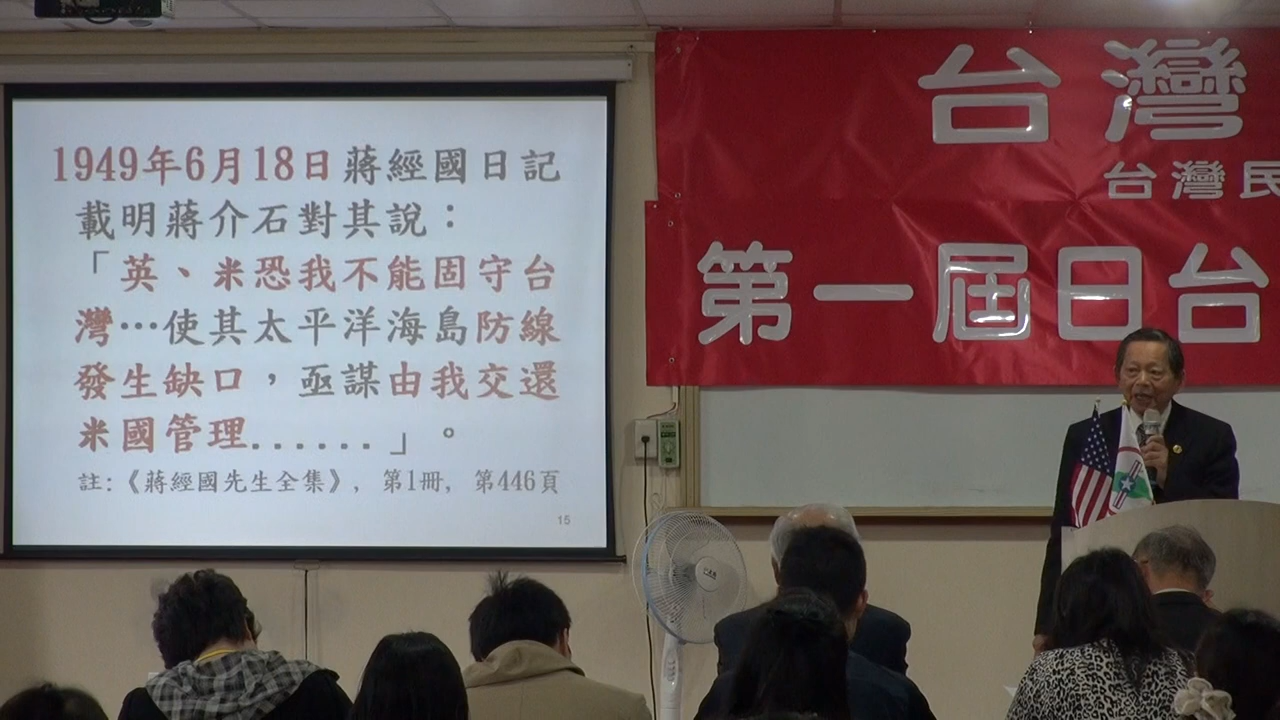 1949年6月18日蔣經國日記
載明蔣介石對其說：
「英、米恐我不能固守台
灣…使其太平洋海島防線
發生缺口，亟謀由我交還
米國管理......」。
註:《蔣經國先生全集》, 第1冊, 第446頁
15
台灣
台灣民
第一屆日台